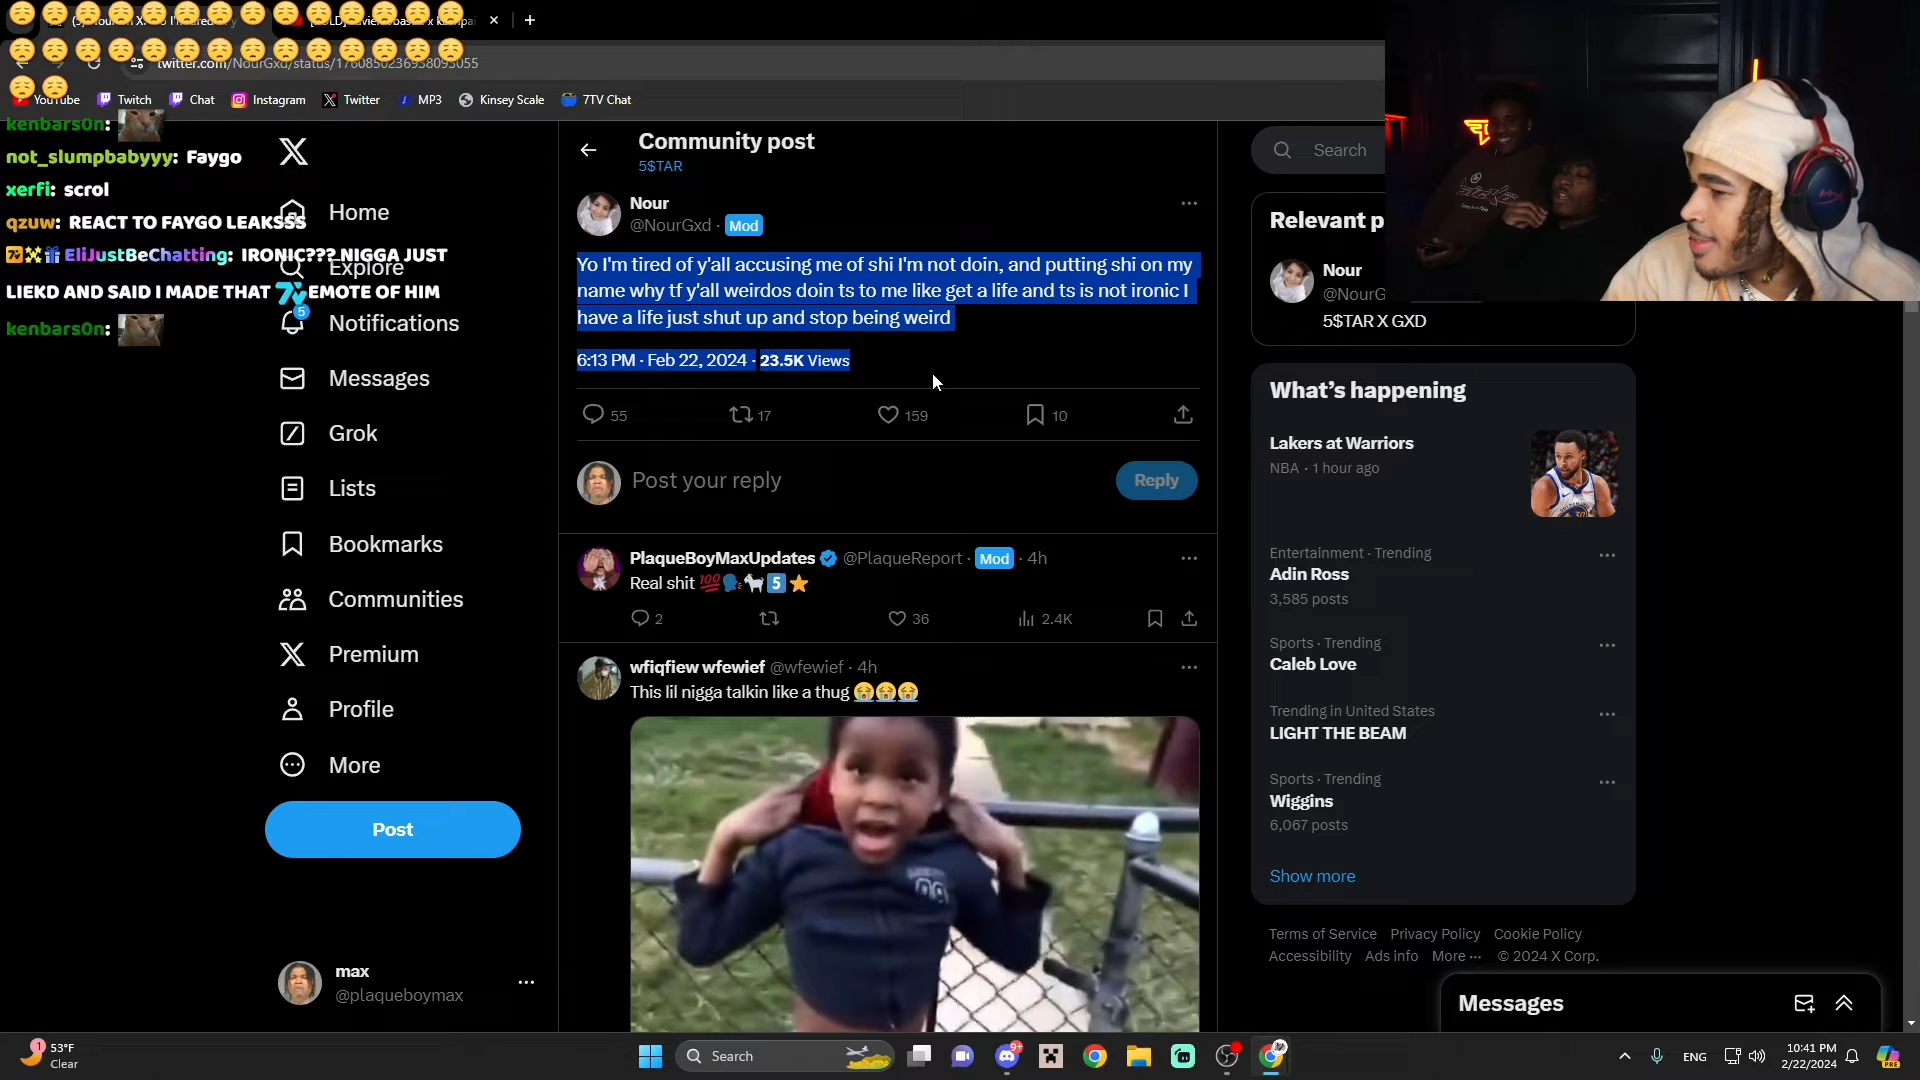 twitter.com/NourGxd/status/1760850236938093055
YouTube
Twitch
Chat
Instagram
Twitter
MP3
Kinsey Scale
7TV Chat
kenbars0n:
not_slumpbabyyy: Faygo
xerfi: scrol
qzuw: REACT TO FAYGO LEAKSSS
EliJustBeChatting: IRONIC??? NIGGA JUST
LIEKD AND SAID I MADE THAT EMOTE OF HIM
kenbars0n:
Home
Explore
5
Notifications
Messages
Grok
Lists
Bookmarks
Communities
Premium
Profile
More
Post
max
@plaqueboymax
Community post
5$TAR
Nour
@NourGxd · Mod
Yo I'm tired of y'all accusing me of shi I'm not doin, and putting shi on my
name why tf y'all weirdos doin ts to me like get a life and ts is not ironic I
have a life just shut up and stop being weird
6:13 PM · Feb 22, 2024 · 23.5K Views
55
17
159
10
Post your reply
Reply
PlaqueBoyMaxUpdates @PlaqueReport · Mod · 4h
Real shit 💯🗣️🐐5️⃣⭐
2
36
2.4K
wfiqfiew wfewief @wfewief · 4h
This lil nigga talkin like a thug 😭😭😭
Search
Relevant p
Nour
@NourG
5$TAR X GXD
What's happening
Lakers at Warriors
NBA · 1 hour ago
Entertainment · Trending
Adin Ross
3,585 posts
Sports · Trending
Caleb Love
Trending in United States
LIGHT THE BEAM
Sports · Trending
Wiggins
6,067 posts
Show more
Terms of Service Privacy Policy Cookie Policy
Accessibility Ads info More ··· © 2024 X Corp.
Messages
1
53°F
Clear
Search
9+
ENG
10:41 PM
2/22/2024
PRE